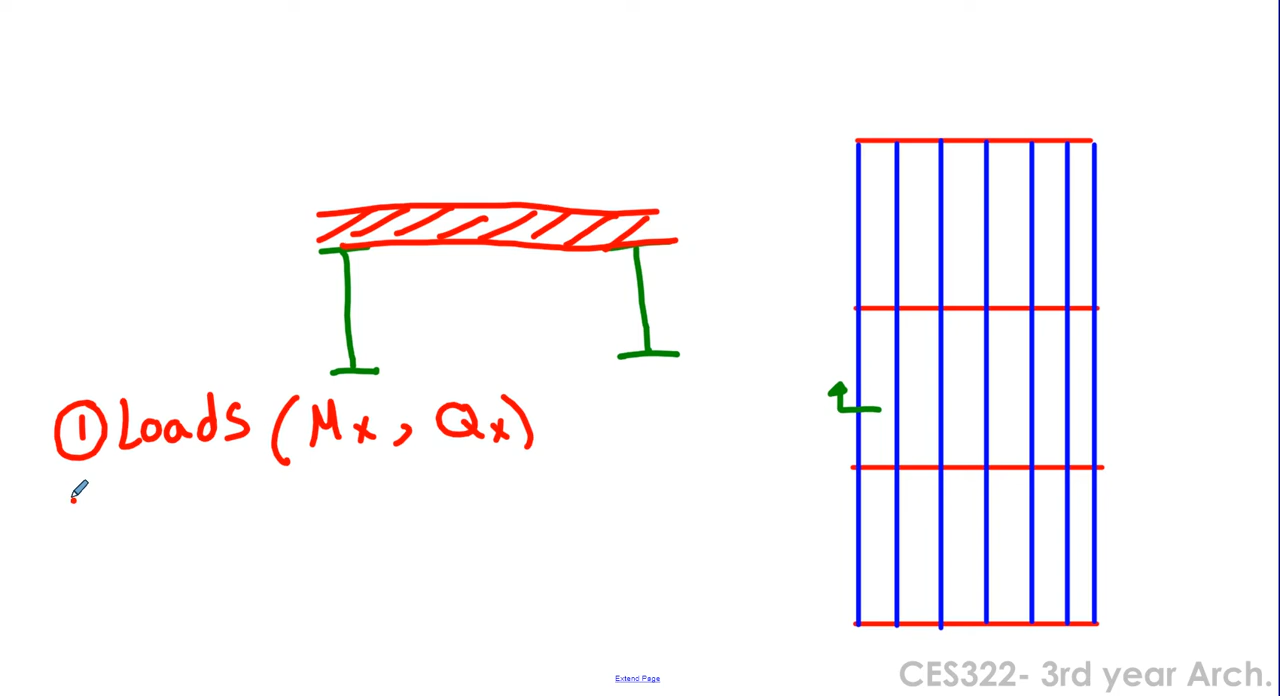 ① Loads (Mx, Qx)
Extend Page
CES322- 3rd year Arch.